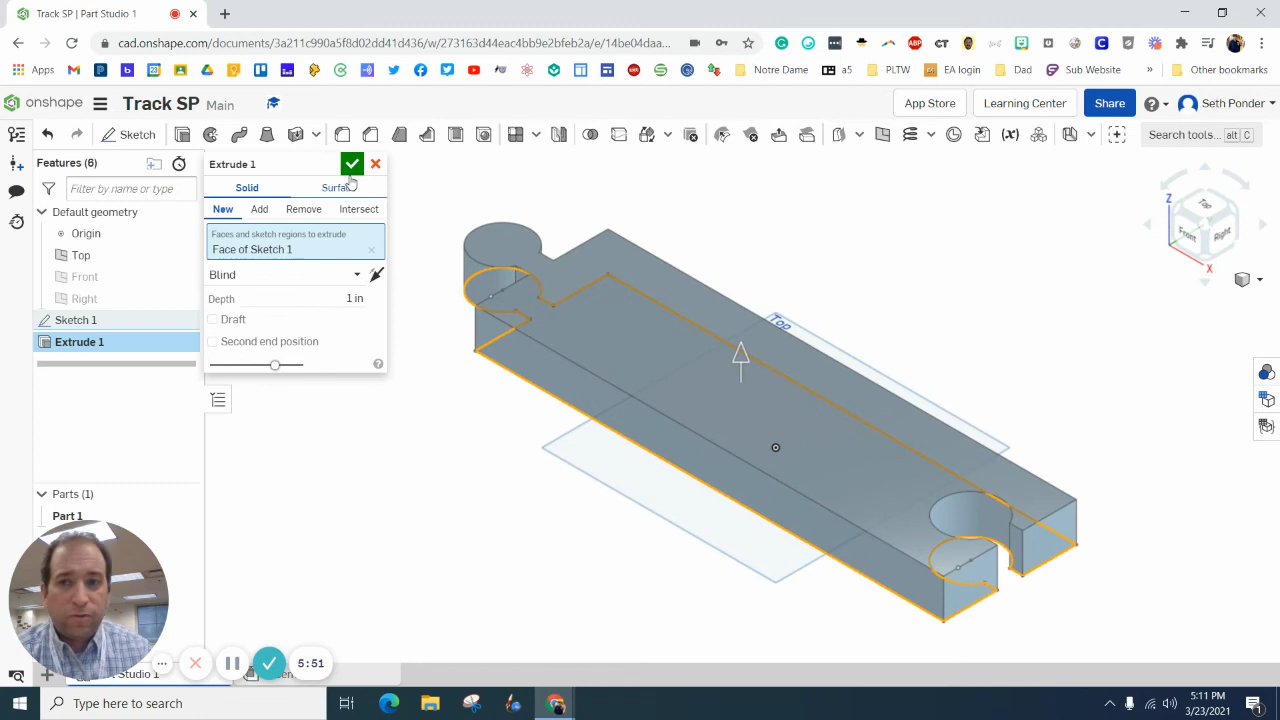 Track SP | Part Studio 1
cad.onshape.com/documents/3a211c90a5f8d02dd41d436/w/273163d44eac4bb9e2bfeb2a/e/14be04daa...
Apps
Notre Dame
a5
PLTW
EA login
Dad
Sub Website
»
Other bookmarks
onshape
Track SP Main
App Store
Learning Center
Share
Seth Ponder
Sketch
Search tools... alt C
Features (6)
Filter by name or type
Default geometry
Origin
Top
Front
Right
Sketch 1
Extrude 1
Parts (1)
Part 1
Extrude 1
Solid
New Add Remove Intersect
Faces and sketch regions to extrude
Face of Sketch 1
Blind
Depth 1 in
Draft
Second end position
Top
Z
X
Top
Front
Right
5:51
Type here to search
5:11 PM
3/23/2021